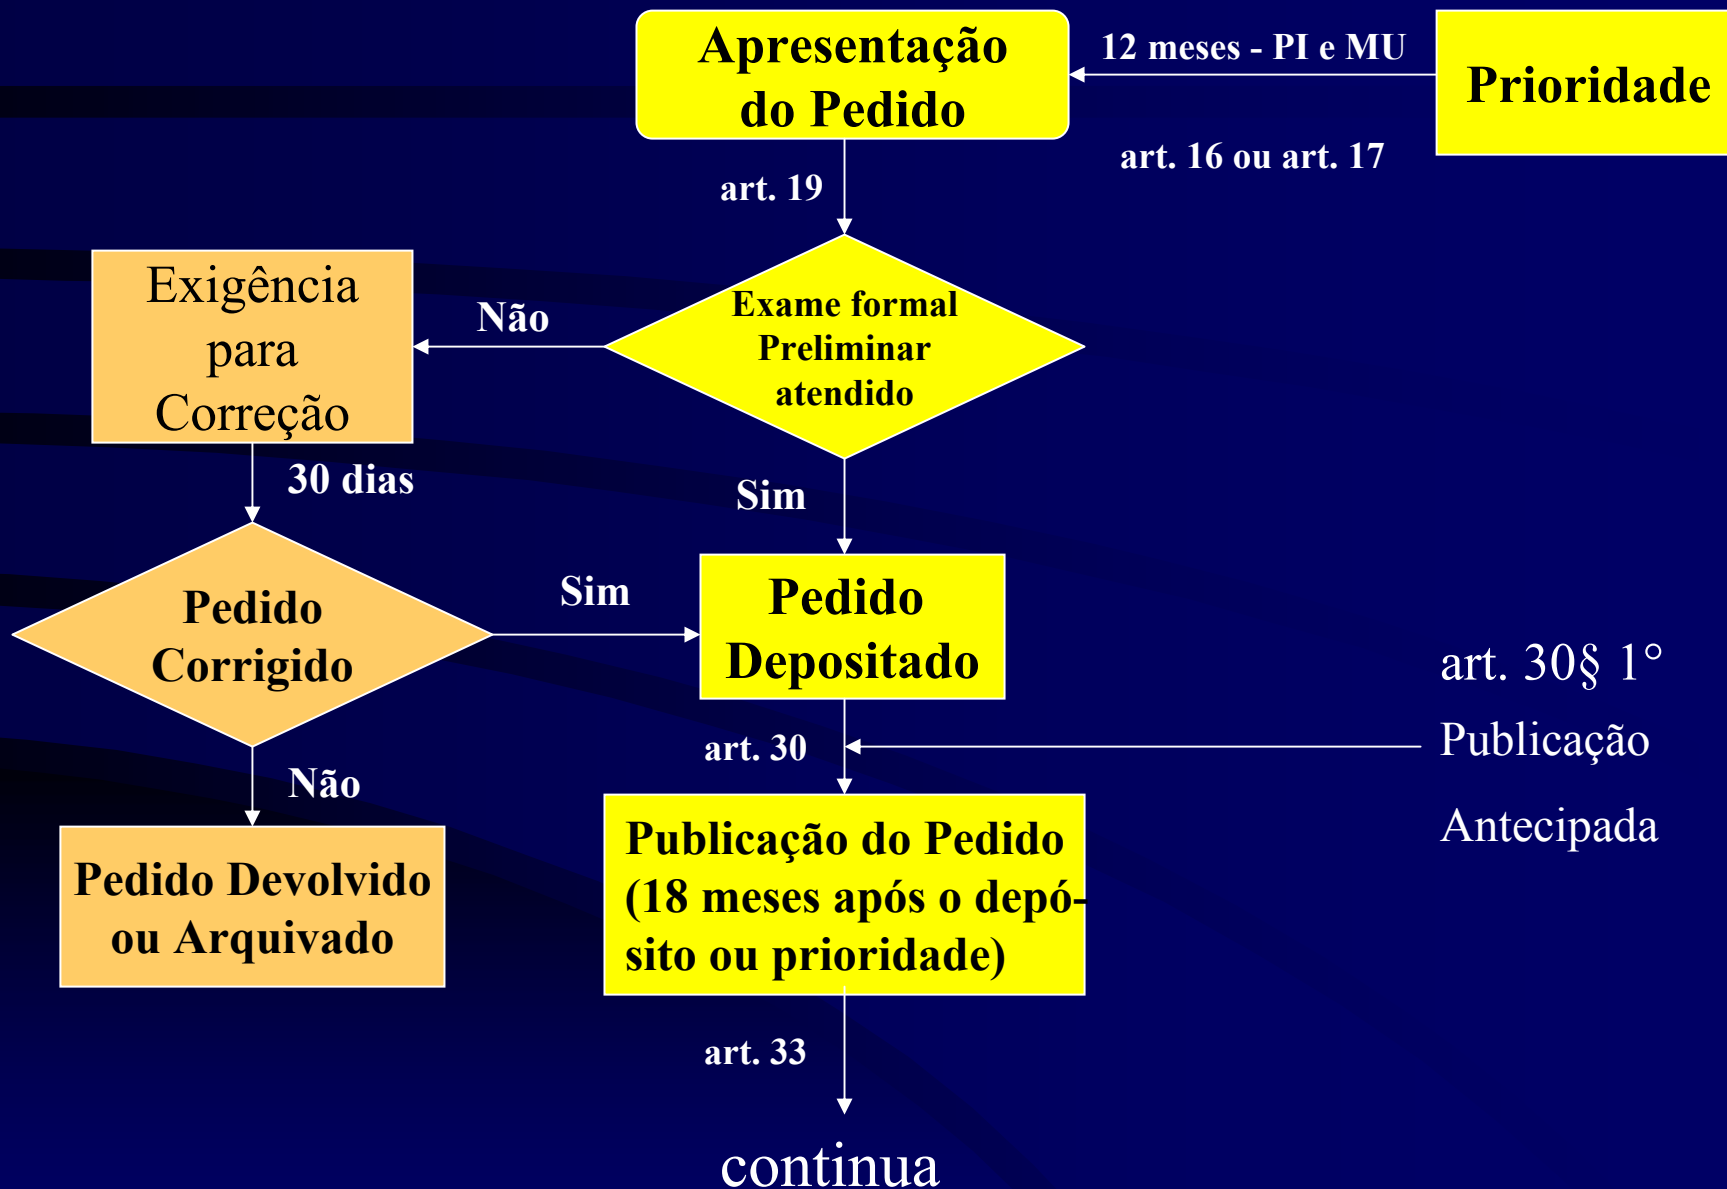 Apresentação
do Pedido
12 meses - PI e MU
Prioridade
art. 16 ou art. 17
art. 19
Exigência
para
Correção
Não
Exame formal
Preliminar
atendido
30 dias
Sim
Pedido
Corrigido
Sim
Pedido
Depositado
art. 30§ 1°
Publicação
Antecipada
art. 30
Não
Pedido Devolvido
ou Arquivado
Publicação do Pedido
(18 meses após o depó-
sito ou prioridade)
art. 33
continua